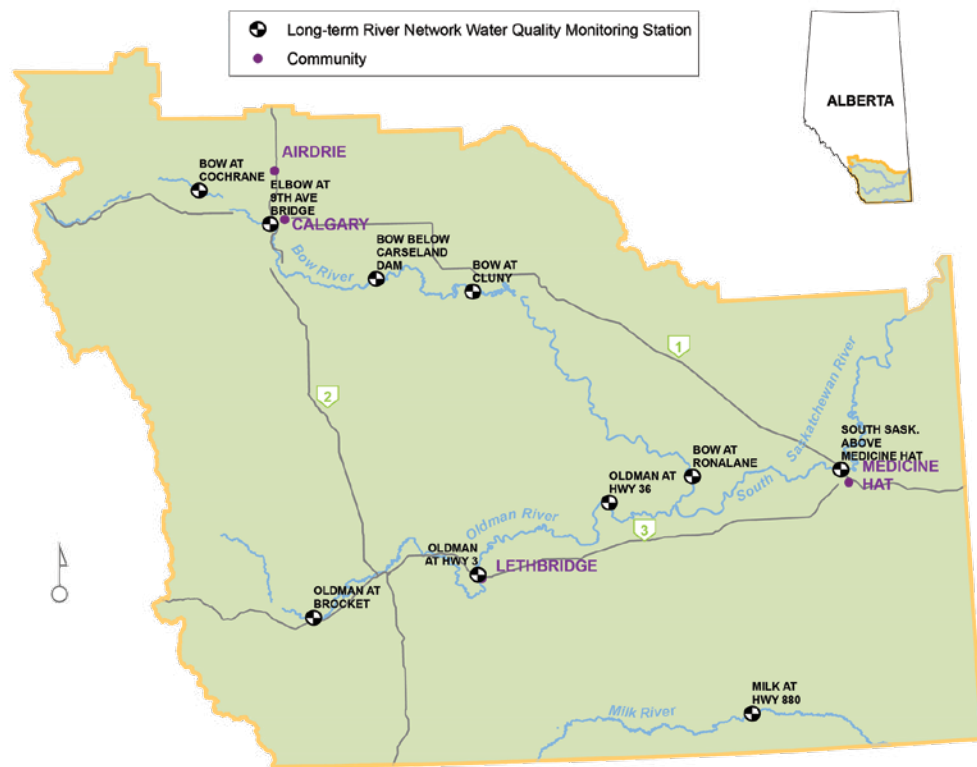 Long-term River Network Water Quality Monitoring Station
Community
ALBERTA
AIRDRIE
BOW AT
COCHRANE
ELBOW AT
9TH AVE
BRIDGE
CALGARY
Bow River
BOW BELOW
CARSELAND
DAM
BOW AT
CLUNY
1
2
South Saskatchewan River
SOUTH SASK.
ABOVE
MEDICINE HAT
MEDICINE
HAT
BOW AT
RONALANE
OLDMAN AT
HWY 36
3
Oldman River
OLDMAN
AT HWY 3
LETHBRIDGE
OLDMAN AT
BROCKET
MILK AT
HWY 880
Milk River